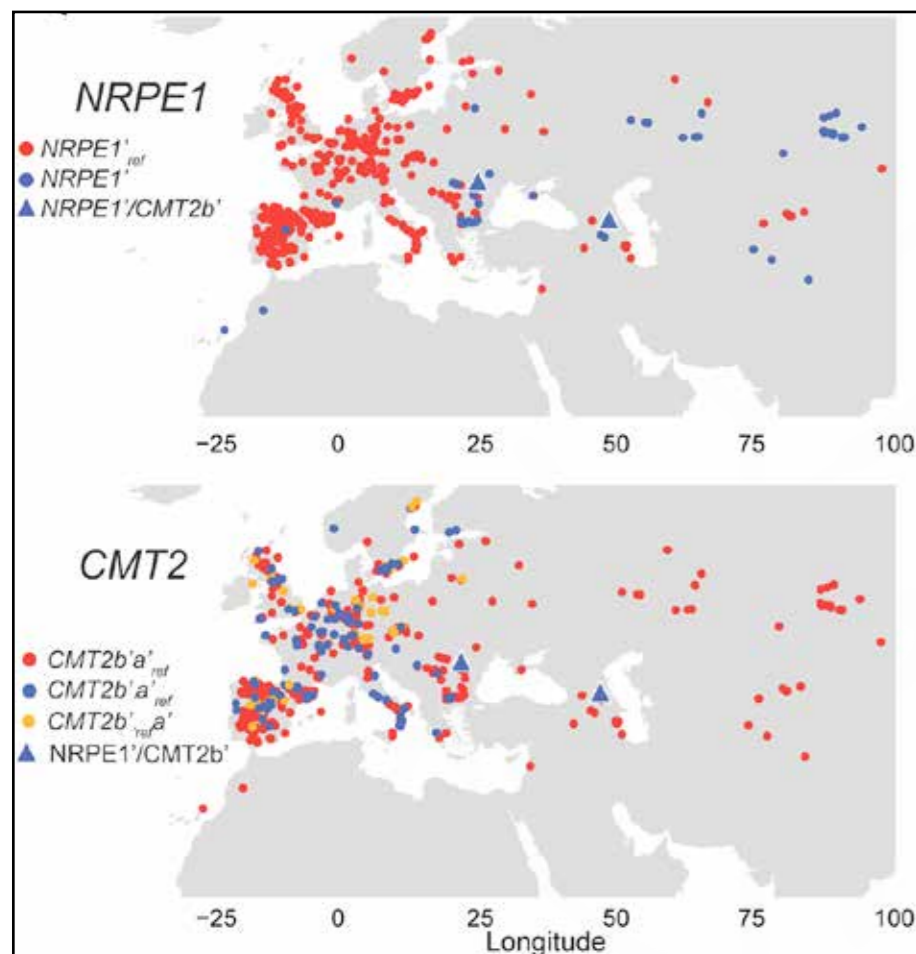 NRPE1
NRPE1'ref
NRPE1'
NRPE1'/CMT2b'
−25 0 25 50 75 100
CMT2
CMT2b'a'ref
CMT2b'a'ref
CMT2b'refa'
NRPE1'/CMT2b'
−25 0 25 50 75 100
Longitude